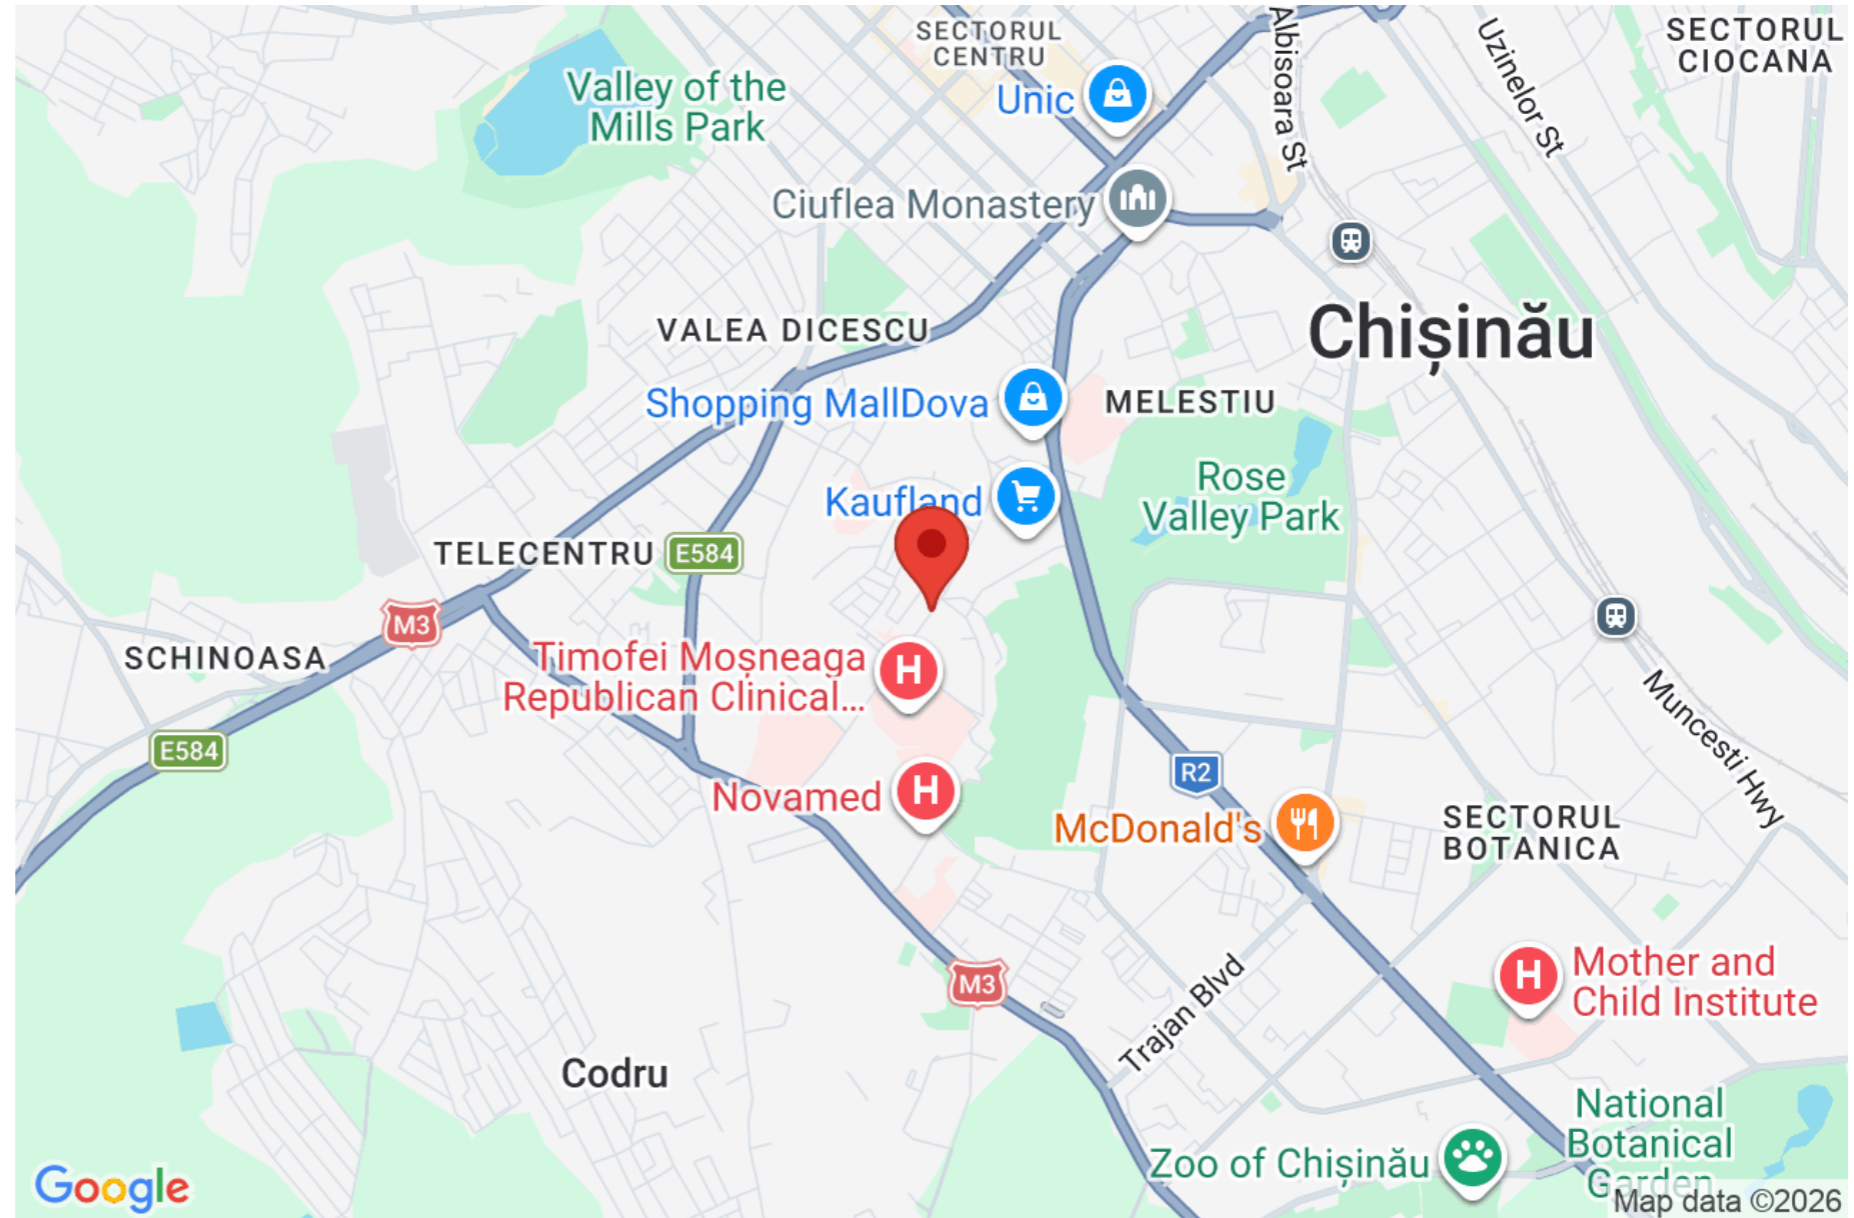 SECTORUL
CENTRU
Albisoara St
Uzinelor St
SECTORUL
CIOCANA
Valley of the
Mills Park
Unic
Ciuflea Monastery
Chișinău
VALEA DICESCU
Shopping MallDova
MELESTIU
Rose
Valley Park
Kaufland
TELECENTRU
E584
M3
SCHINOASA
Timofei Moșneaga
Republican Clinical...
H
E584
Muncesti Hwy
R2
Novamed
H
McDonald's
SECTORUL
BOTANICA
Mother and
Child Institute
H
M3
Trajan Blvd
Codru
National
Botanical
Garden
Zoo of Chișinău
Google
Map data ©2026